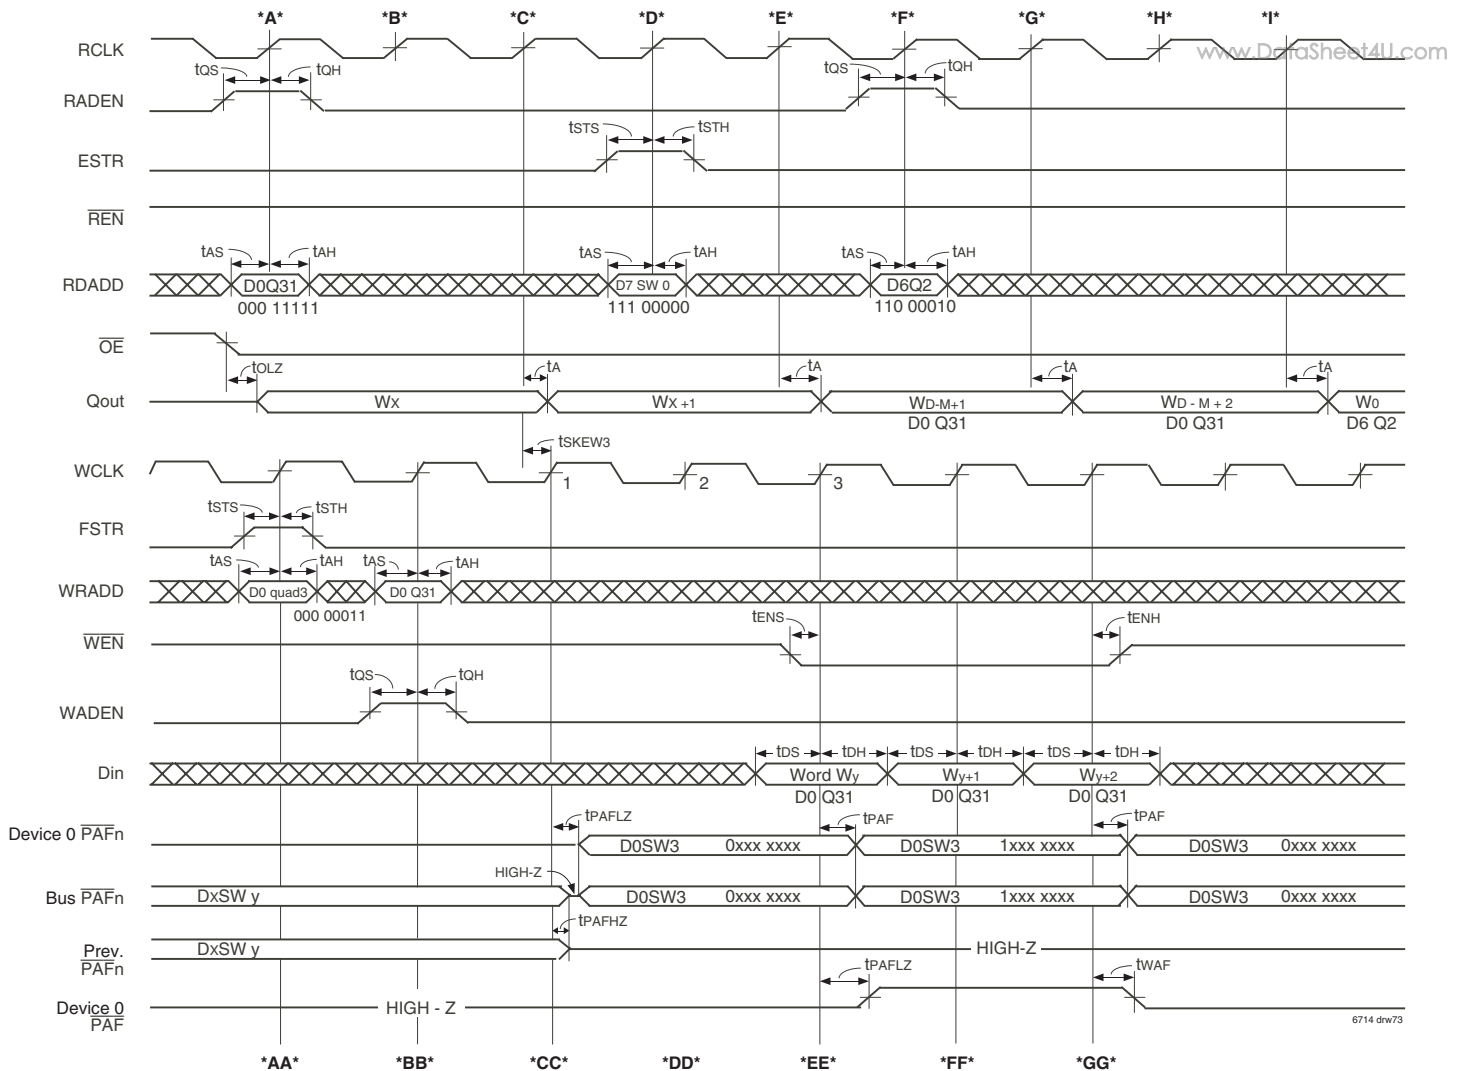 *A* *B* *C* *D* *E* *F* *G* *H* *I*
RCLK
www.DataSheet4U.com
tQS tQH tQS tQH
RADEN
tSTS tSTH
ESTR
REN
tAS tAH tAS tAH tAS tAH
RDADD D0Q31 D7 SW 0 D6Q2
000 11111 111 00000 110 00010
OE
tOLZ tA tA tA tA
Qout WX WX +1 WD-M+1 WD - M + 2 W0
D0 Q31 D0 Q31 D6 Q2
tSKEW3
WCLK 1 2 3
tSTS tSTH
FSTR
tAS tAH tAS tAH
WRADD D0 quad3 D0 Q31
000 00011
tENS tENH
WEN
tQS tQH
WADEN
tDS tDH tDS tDH tDS tDH
Din Word Wy Wy+1 Wy+2
D0 Q31 D0 Q31 D0 Q31
tPAFLZ tPAF tPAF
Device 0 PAFn D0SW3 0xxx xxxx D0SW3 1xxx xxxx D0SW3 0xxx xxxx
HIGH-Z
Bus PAFn DxSW y D0SW3 0xxx xxxx D0SW3 1xxx xxxx D0SW3 0xxx xxxx
tPAFHZ
Prev. DxSW y HIGH-Z
PAFn
tPAFLZ tWAF
Device 0 HIGH - Z
PAF
6714 drw73
*AA* *BB* *CC* *DD* *EE* *FF* *GG*